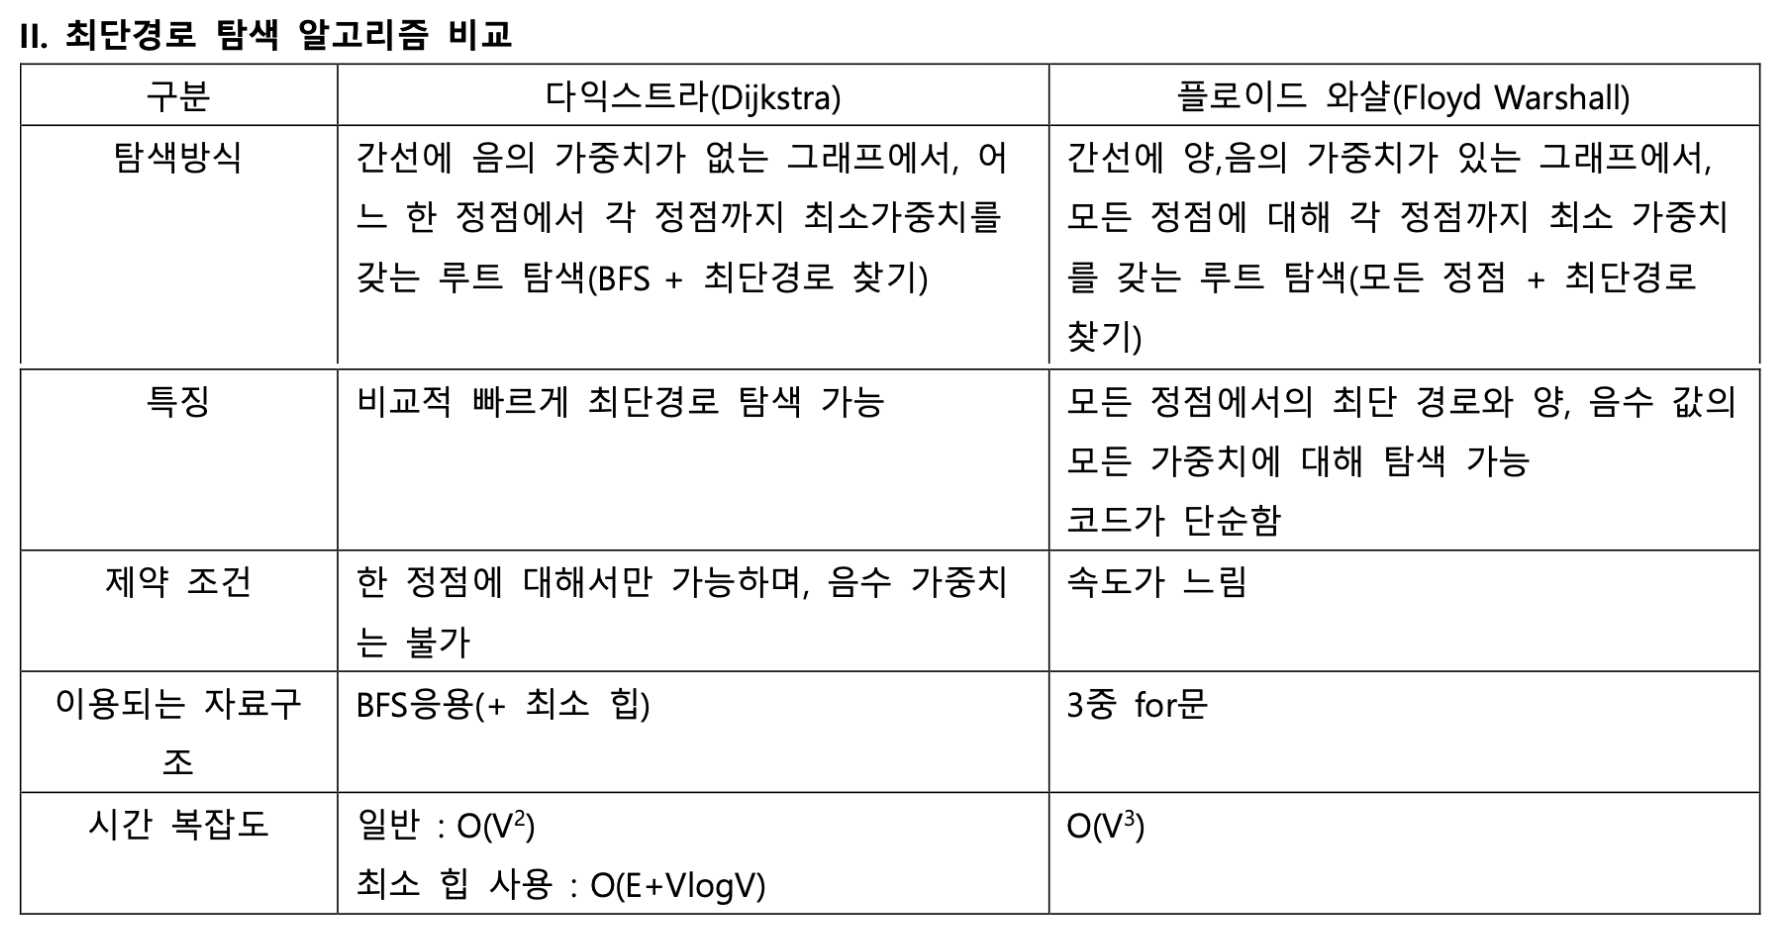 II. 최단경로 탐색 알고리즘 비교
구분
다익스트라(Dijkstra)
플로이드 와샬(Floyd Warshall)
탐색방식
간선에 음의 가중치가 없는 그래프에서, 어
느 한 정점에서 각 정점까지 최소가중치를
갖는 루트 탐색(BFS + 최단경로 찾기)
간선에 양,음의 가중치가 있는 그래프에서,
모든 정점에 대해 각 정점까지 최소 가중치
를 갖는 루트 탐색(모든 정점 + 최단경로
찾기)
특징
비교적 빠르게 최단경로 탐색 가능
모든 정점에서의 최단 경로와 양, 음수 값의
모든 가중치에 대해 탐색 가능
코드가 단순함
제약 조건
한 정점에 대해서만 가능하며, 음수 가중치
는 불가
속도가 느림
이용되는 자료구
조
BFS응용(+ 최소 힙)
3중 for문
시간 복잡도
일반 : O(V²)
최소 힙 사용 : O(E+VlogV)
O(V³)